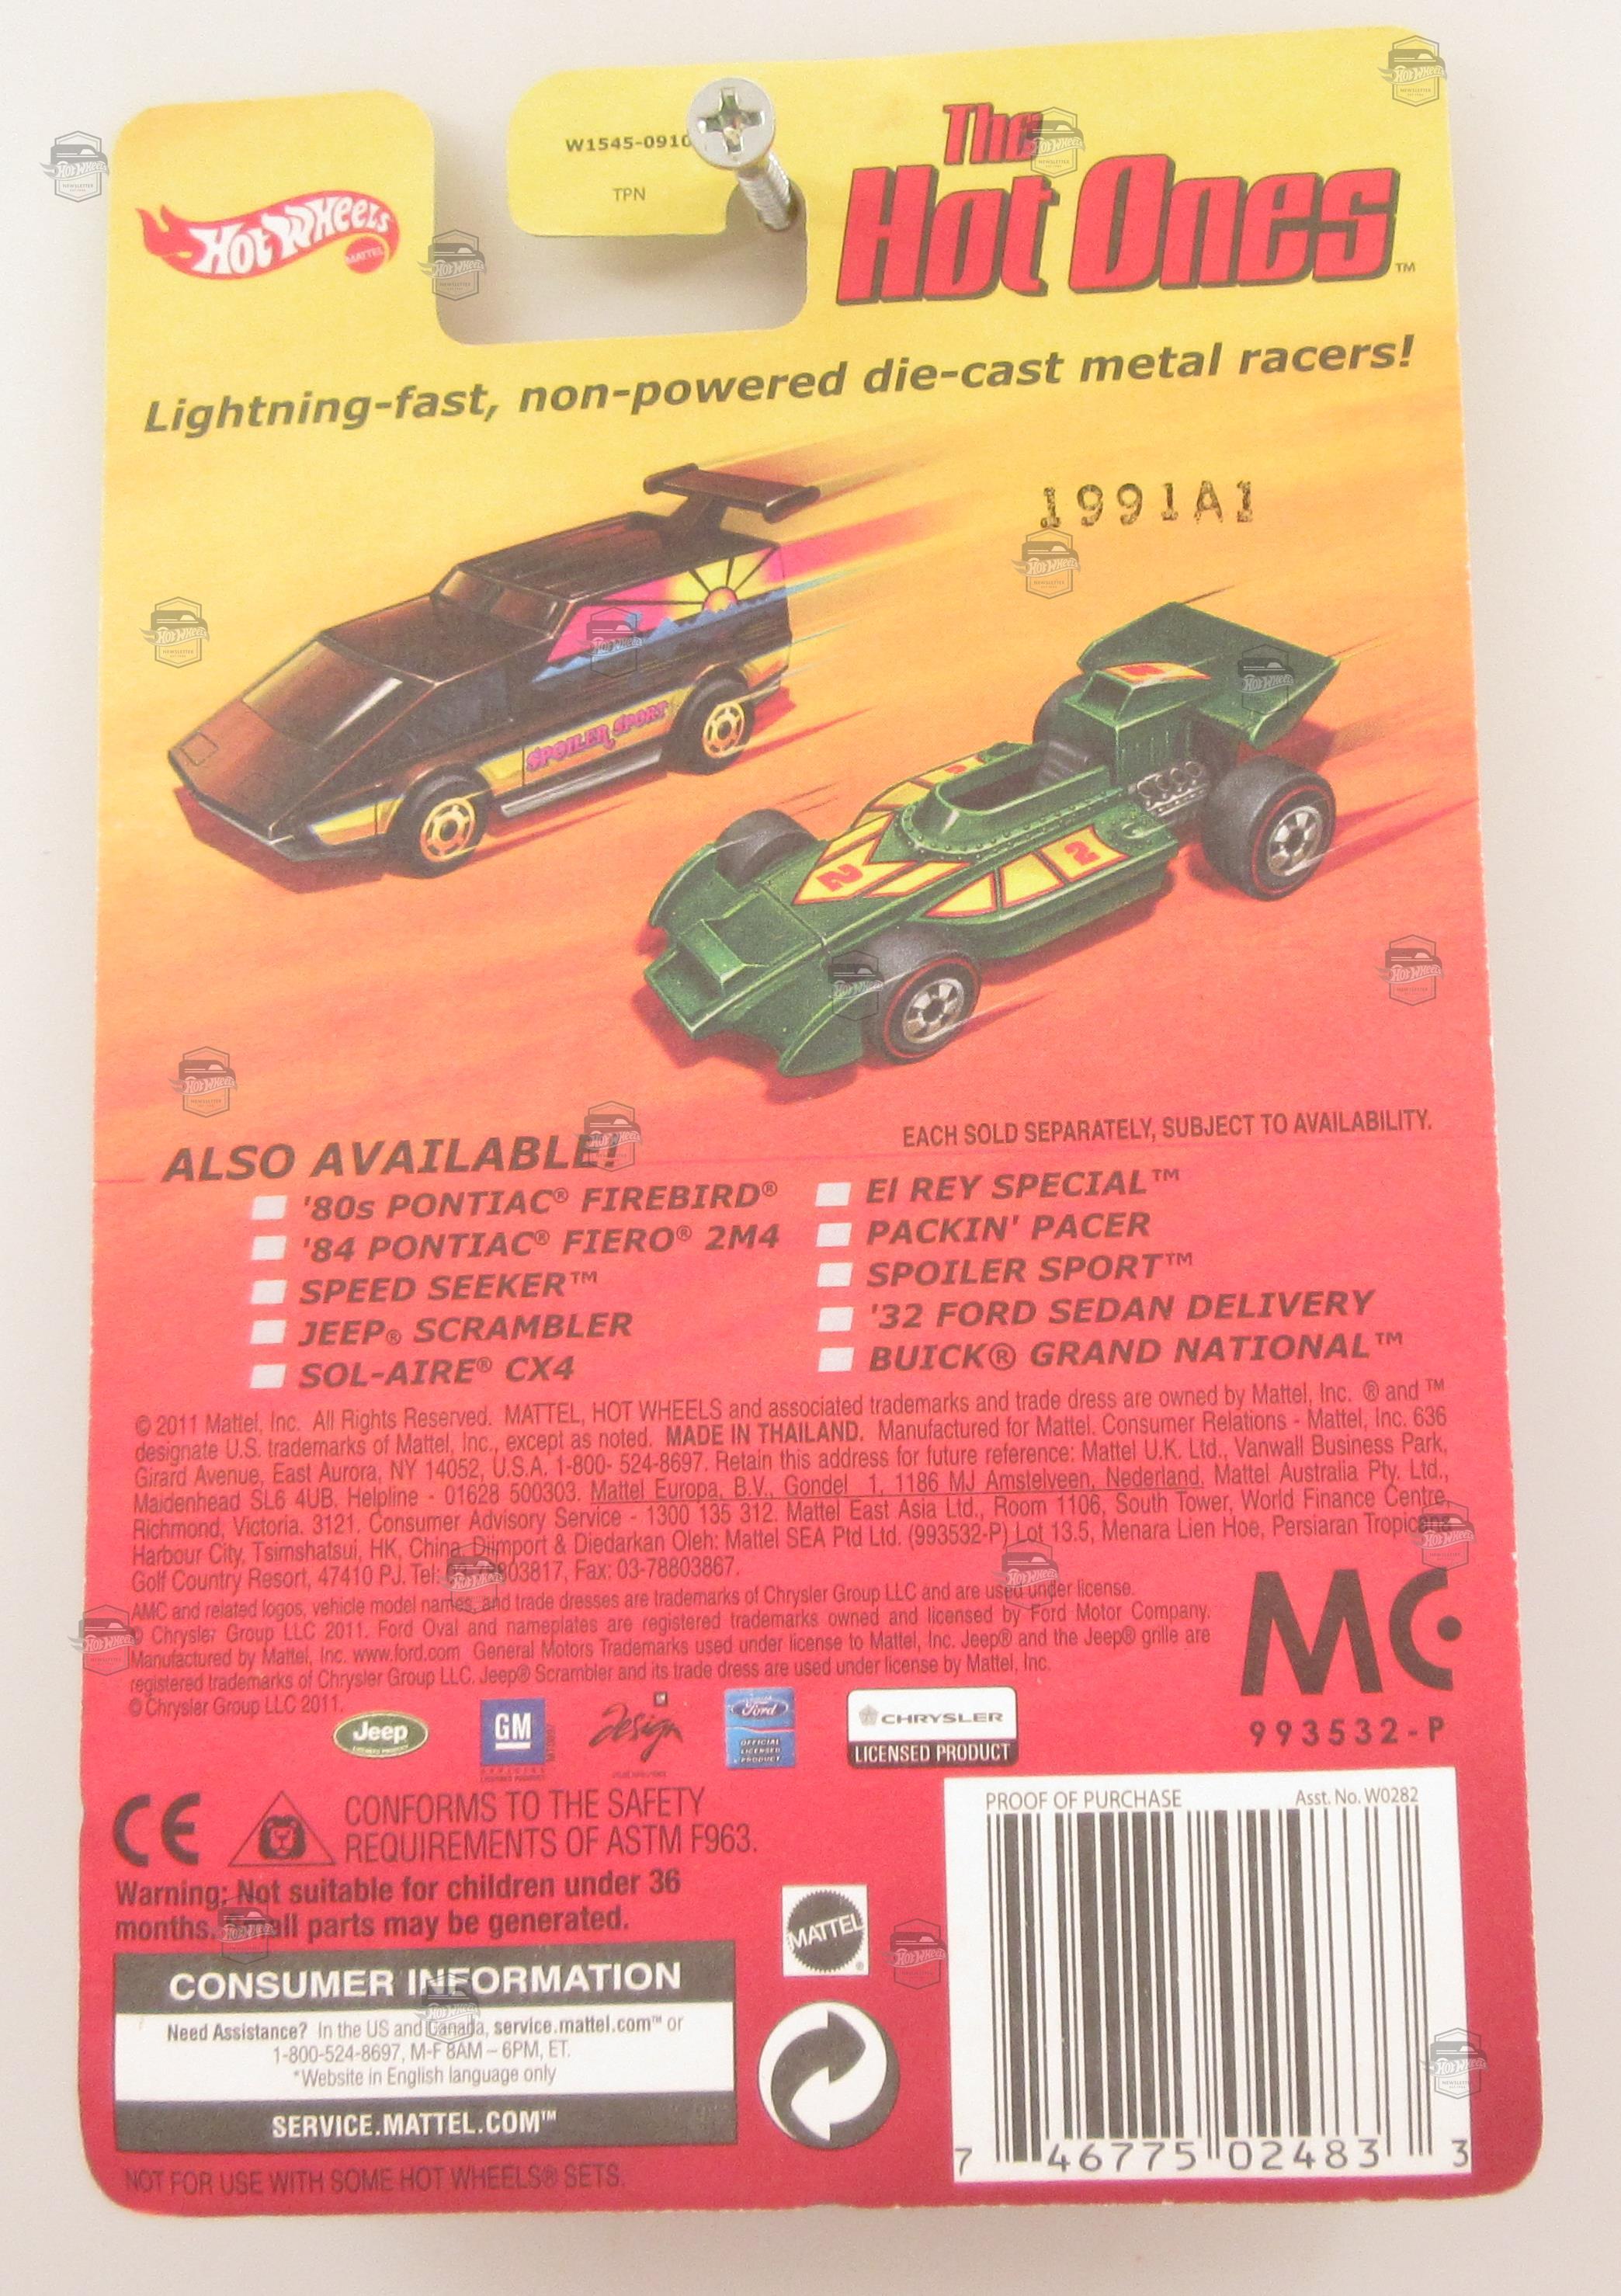 W1545-0910
TPN
HOT WHEELS
MATTEL
The
Hot Ones™
Lightning-fast, non-powered die-cast metal racers!
1991A1
SPOILER SPORT
2
2
EACH SOLD SEPARATELY, SUBJECT TO AVAILABILITY.
ALSO AVAILABLE!
'80s PONTIAC® FIREBIRD®
'84 PONTIAC® FIERO® 2M4
SPEED SEEKER™
JEEP® SCRAMBLER
SOL-AIRE® CX4
El REY SPECIAL™
PACKIN' PACER
SPOILER SPORT™
'32 FORD SEDAN DELIVERY
BUICK® GRAND NATIONAL™
© 2011 Mattel, Inc. All Rights Reserved. MATTEL, HOT WHEELS and associated trademarks and trade dress are owned by Mattel, Inc. ® and ™
designate U.S. trademarks of Mattel, Inc., except as noted. MADE IN THAILAND. Manufactured for Mattel. Consumer Relations - Mattel, Inc. 636
Girard Avenue, East Aurora, NY 14052, U.S.A. 1-800- 524-8697. Retain this address for future reference: Mattel U.K. Ltd., Vanwall Business Park,
Maidenhead SL6 4UB. Helpline - 01628 500303. Mattel Europa, B.V., Gondel 1, 1186 MJ Amstelveen, Nederland. Mattel Australia Pty. Ltd.,
Richmond, Victoria. 3121. Consumer Advisory Service - 1300 135 312. Mattel East Asia Ltd., Room 1106, South Tower, World Finance Centre,
Harbour City, Tsimshatsui, HK, China. Diimport & Diedarkan Oleh: Mattel SEA Ptd Ltd. (993532-P) Lot 13.5, Menara Lien Hoe, Persiaran Tropicana
Golf Country Resort, 47410 PJ. Tel: 803817, Fax: 03-78803867.
AMC and related logos, vehicle model names, and trade dresses are trademarks of Chrysler Group LLC and are used under license.
© Chrysler Group LLC 2011. Ford Oval and nameplates are registered trademarks owned and licensed by Ford Motor Company.
Manufactured by Mattel, Inc. www.ford.com General Motors Trademarks used under license to Mattel, Inc. Jeep® and the Jeep® grille are
registered trademarks of Chrysler Group LLC. Jeep® Scrambler and its trade dress are used under license by Mattel, Inc.
© Chrysler Group LLC 2011.
MC
993532-P
Jeep
GM
design
Ford
OFFICIAL
LICENSED
PRODUCT
CHRYSLER
LICENSED PRODUCT
CE
CONFORMS TO THE SAFETY
REQUIREMENTS OF ASTM F963.
Warning: Not suitable for children under 36
months. Small parts may be generated.
MATTEL
CONSUMER INFORMATION
Need Assistance? In the US and Canada, service.mattel.com™ or
1-800-524-8697, M-F 8AM – 6PM, ET.
*Website in English language only
SERVICE.MATTEL.COM™
NOT FOR USE WITH SOME HOT WHEELS® SETS.
PROOF OF PURCHASE Asst. No. W0282
7 46775 02483 3